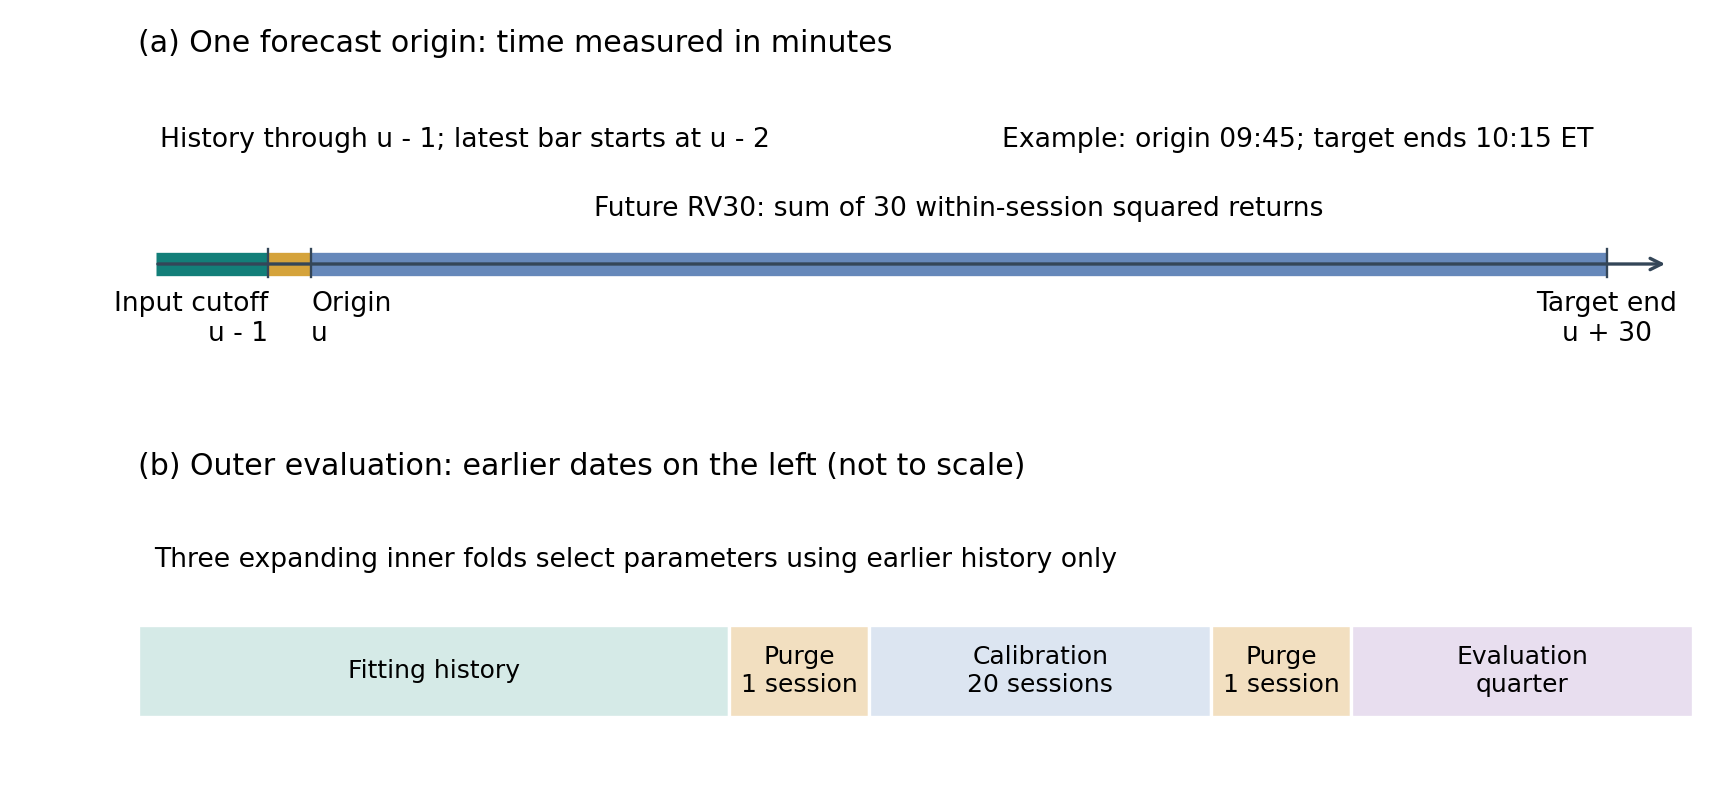 (a) One forecast origin: time measured in minutes
History through u - 1; latest bar starts at u - 2
Example: origin 09:45; target ends 10:15 ET
Future RV30: sum of 30 within-session squared returns
Input cutoff
u - 1
Origin
u
Target end
u + 30
(b) Outer evaluation: earlier dates on the left (not to scale)
Three expanding inner folds select parameters using earlier history only
Fitting history
Purge
1 session
Calibration
20 sessions
Purge
1 session
Evaluation
quarter